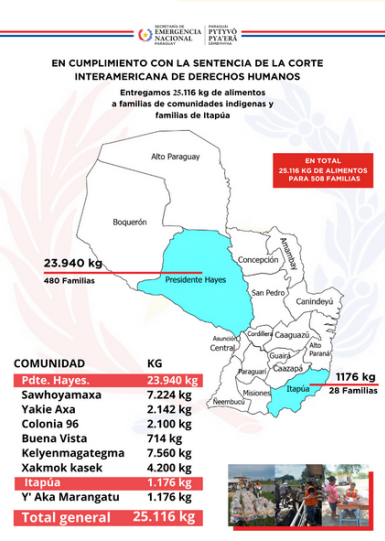 SECRETARÍA DE
EMERGENCIA
NACIONAL
PARAGUAY
PARAGUÁI
PYTYVÕ
PYA'ERÃ
SÃMBYHYHA
EN CUMPLIMIENTO CON LA SENTENCIA DE LA CORTE
INTERAMERICANA DE DERECHOS HUMANOS
Entregamos 25.116 kg de alimentos
a familias de comunidades indigenas y
familias de Itapúa
EN TOTAL
25.116 KG DE ALIMENTOS
PARA 508 FAMILIAS
Alto Paraguay
Boquerón
23.940 kg
480 Familias
Presidente Hayes
Concepción
Amambay
San Pedro
Canindeyú
Asunción
Central
Cordillera
Caaguazú
Alto
Paraná
Guairá
Caazapá
Paraguarí
Misiones
Ñeembucú
Itapúa
1176 kg
28 Familias
COMUNIDAD KG
Pdte. Hayes. 23.940 kg
Sawhoyamaxa 7.224 kg
Yakie Axa 2.142 kg
Colonia 96 2.100 kg
Buena Vista 714 kg
Kelyenmagategma 7.560 kg
Xakmok kasek 4.200 kg
Itapúa 1.176 kg
Y' Aka Marangatu 1.176 kg
Total general 25.116 kg